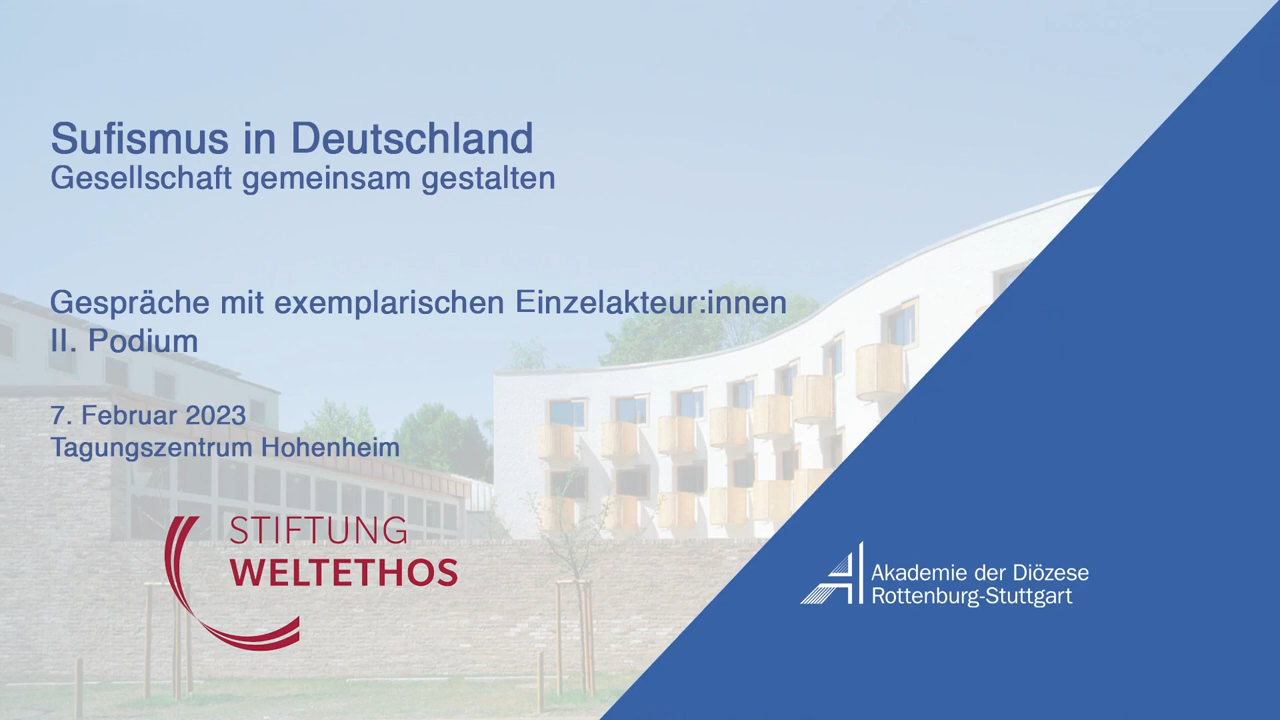 Sufismus in Deutschland
Gesellschaft gemeinsam gestalten
Gespräche mit exemplarischen Einzelakteur:innen
II. Podium
7. Februar 2023
Tagungszentrum Hohenheim
STIFTUNG
WELTETHOS
Akademie der Diözese
Rottenburg-Stuttgart